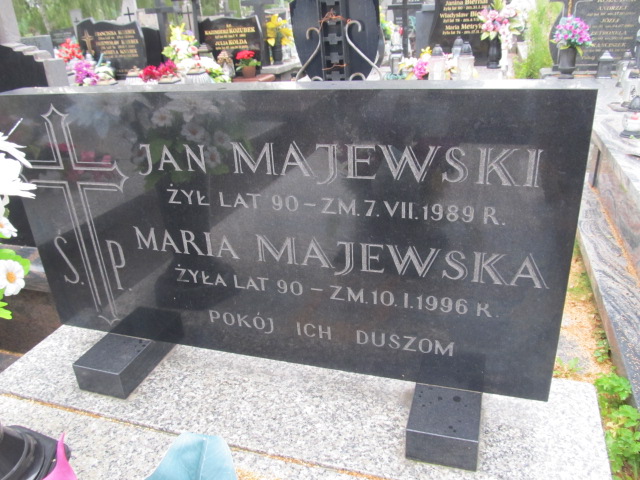 JAN MAJEWSKI
ŻYŁ LAT 90 – ZM. 7. VII. 1989 R.
MARIA MAJEWSKA
ŻYŁA LAT 90 – ZM. 10. I. 1996 R.
Ś. P.
POKÓJ ICH DUSZOM